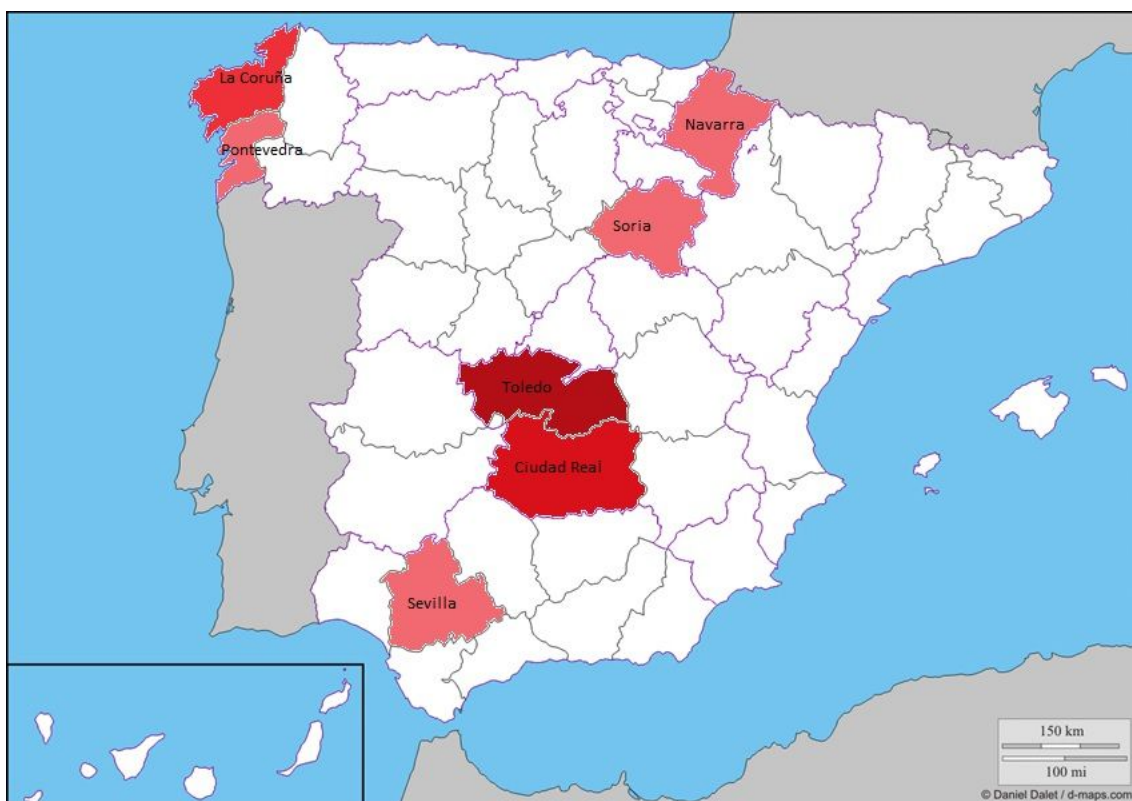 La Coruña
Pontevedra
Navarra
Soria
Toledo
Ciudad Real
Sevilla
150 km
100 mi
© Daniel Dalet / d-maps.com